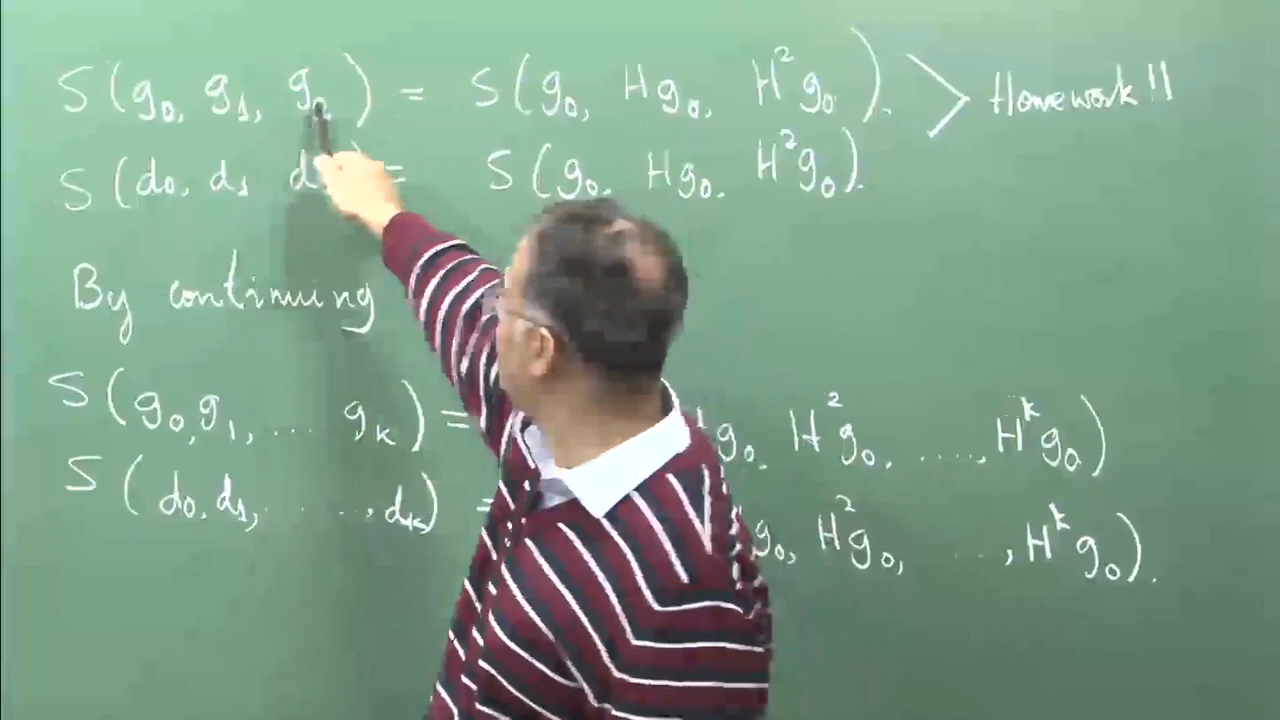 S(g₀, g₁, g₂) = S(g₀, Hg₀, H²g₀). > Homework!!
S(d₀, d₁ d ) = S(g₀, Hg₀, H²g₀).
By continuing
S(g₀, g₁, .... gₖ) = g₀, H²g₀, ....., Hᵏg₀)
S(d₀, d₁, ......, dₖ) = g₀, H²g₀, ...., Hᵏg₀).